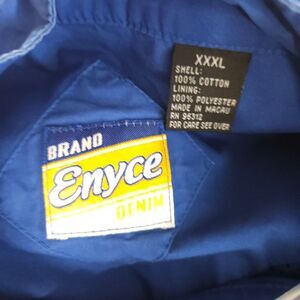 BRAND
Enyce
DENIM
XXXL
SHELL:
100% COTTON
LINING:
100% POLYESTER
MADE IN MACAU
RN 96312
FOR CARE SEE OVER